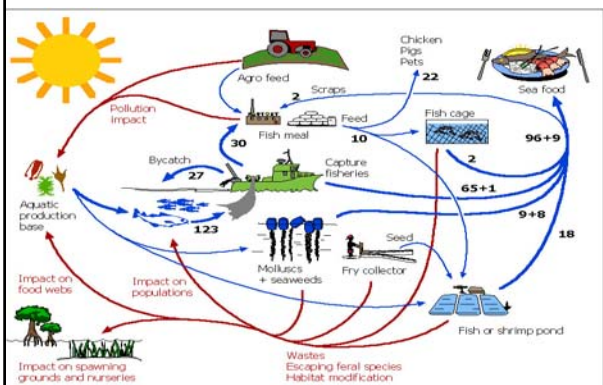 Chicken
Pigs
Pets
22
Agro feed
Scraps
2
Sea food
Pollution
impact
Fish meal
Feed
10
Fish cage
96+9
30
2
Bycatch
27
Capture
fisheries
65+1
Aquatic
production
base
123
9+8
18
Seed
Molluscs
+ seaweeds
Fry collector
Impact on
food webs
Impact on
populations
Fish or shrimp pond
Impact on spawning
grounds and nurseries
Wastes
Escaping feral species
Habitat modification